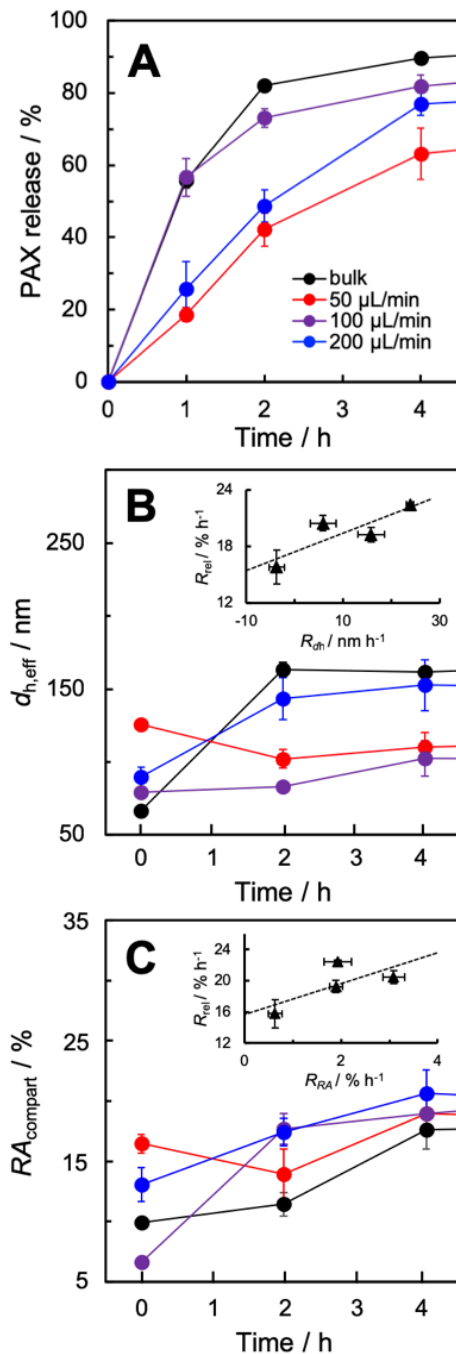 A
PAX release / %
100
80
60
40
20
0
bulk
50 µL/min
100 µL/min
200 µL/min
0 1 2 3 4
Time / h
B
d_h,eff / nm
250
150
50
R_rel / % h⁻¹
24
18
12
-10 10 30
R_dh / nm h⁻¹
0 1 2 3 4
Time / h
C
RA_compart / %
35
25
15
5
R_rel / % h⁻¹
24
20
16
12
0 2 4
R_RA / % h⁻¹
0 1 2 3 4
Time / h